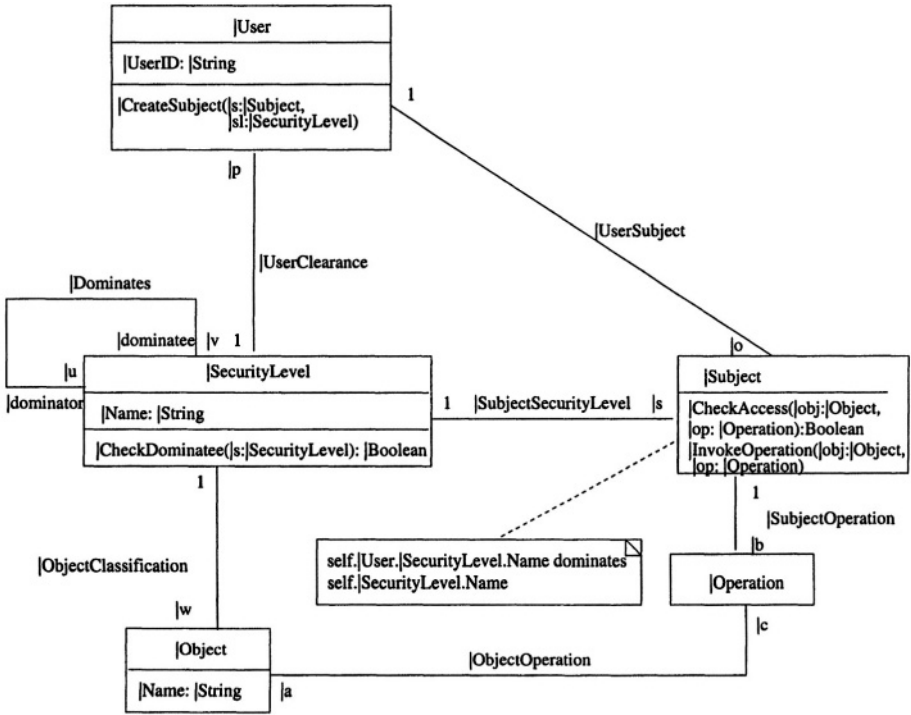 |User
|UserID: |String
|CreateSubject(|s:|Subject,
|sl:|SecurityLevel)
1
|p
|UserSubject
|UserClearance
|Dominates
|dominatee
|v
1
|o
|u
|dominator
|SecurityLevel
|Name: |String
|CheckDominatee(|s:|SecurityLevel): |Boolean
1
|SubjectSecurityLevel
|s
|Subject
|CheckAccess(|obj:|Object,
|op: |Operation):Boolean
|InvokeOperation(|obj:|Object,
|op: |Operation)
1
1
|SubjectOperation
|b
|ObjectClassification
self.|User.|SecurityLevel.Name dominates
self.|SecurityLevel.Name
|Operation
|w
|c
|Object
|Name: |String
|ObjectOperation
|a